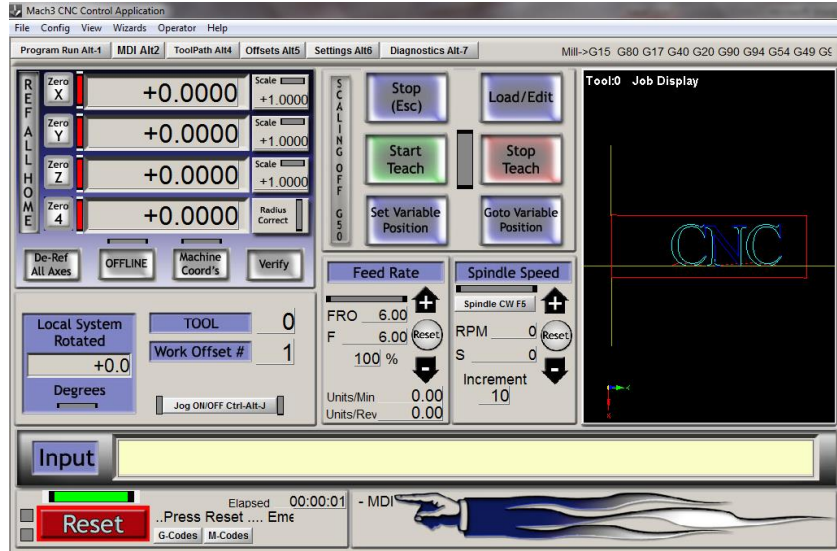 Mach3 CNC Control Application
File Config View Wizards Operator Help
Program Run Alt-1 MDI Alt2 ToolPath Alt4 Offsets Alt5 Settings Alt6 Diagnostics Alt-7 Mill->G15 G80 G17 G40 G20 G90 G94 G54 G49 G9
REF ALL HOME
Zero X +0.0000 Scale +1.0000
Zero Y +0.0000 Scale +1.0000
Zero Z +0.0000 Scale +1.0000
Zero 4 +0.0000 Radius Correct
De-Ref All Axes OFFLINE Machine Coord's Verify
SCALING OFF G50
Stop (Esc) Load/Edit
Start Teach Stop Teach
Set Variable Position Goto Variable Position
Tool:0 Job Display
CNC
Local System Rotated
+0.0
Degrees
TOOL 0
Work Offset # 1
Jog ON/OFF Ctrl-Alt-J
Feed Rate
FRO 6.00
F 6.00 Reset
100 %
Units/Min 0.00
Units/Rev 0.00
Spindle Speed
Spindle CW F5
RPM 0 Reset
S 0
Increment
10
Input
Reset
Elapsed 00:00:01
..Press Reset .... Eme
G-Codes M-Codes
- MDI